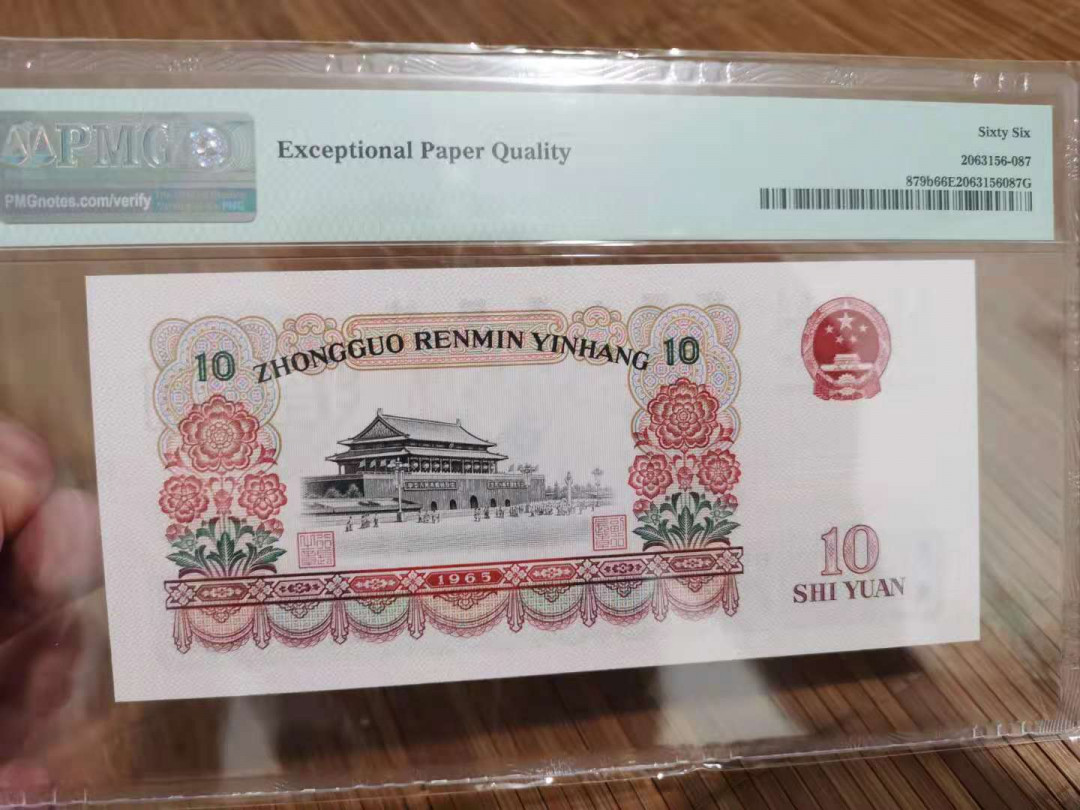 PMG
PMGnotes.com/verify
Exceptional Paper Quality
Sixty Six
2063156-087
879b66E2063156087G
10 ZHONGGUO RENMIN YINHANG 10
1965
10
SHI YUAN